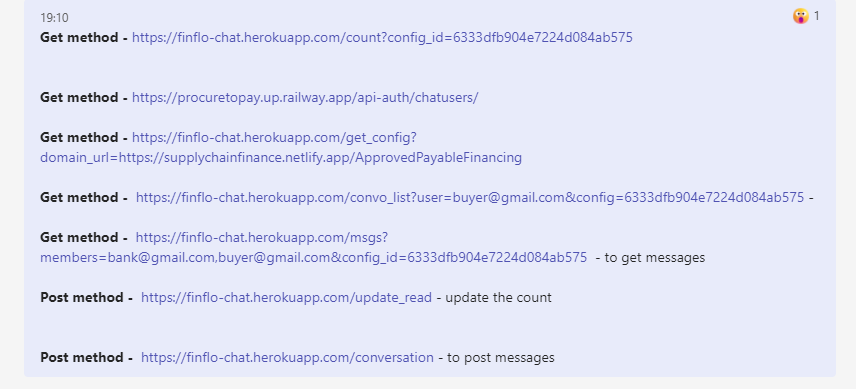 19:10
1
Get method - https://finflo-chat.herokuapp.com/count?config_id=6333dfb904e7224d084ab575
Get method - https://procuretopay.up.railway.app/api-auth/chatusers/
Get method - https://finflo-chat.herokuapp.com/get_config?
domain_url=https://supplychainfinance.netlify.app/ApprovedPayableFinancing
Get method - https://finflo-chat.herokuapp.com/convo_list?user=buyer@gmail.com&config=6333dfb904e7224d084ab575 -
Get method - https://finflo-chat.herokuapp.com/msgs?
members=bank@gmail.com,buyer@gmail.com&config_id=6333dfb904e7224d084ab575 - to get messages
Post method - https://finflo-chat.herokuapp.com/update_read - update the count
Post method - https://finflo-chat.herokuapp.com/conversation - to post messages